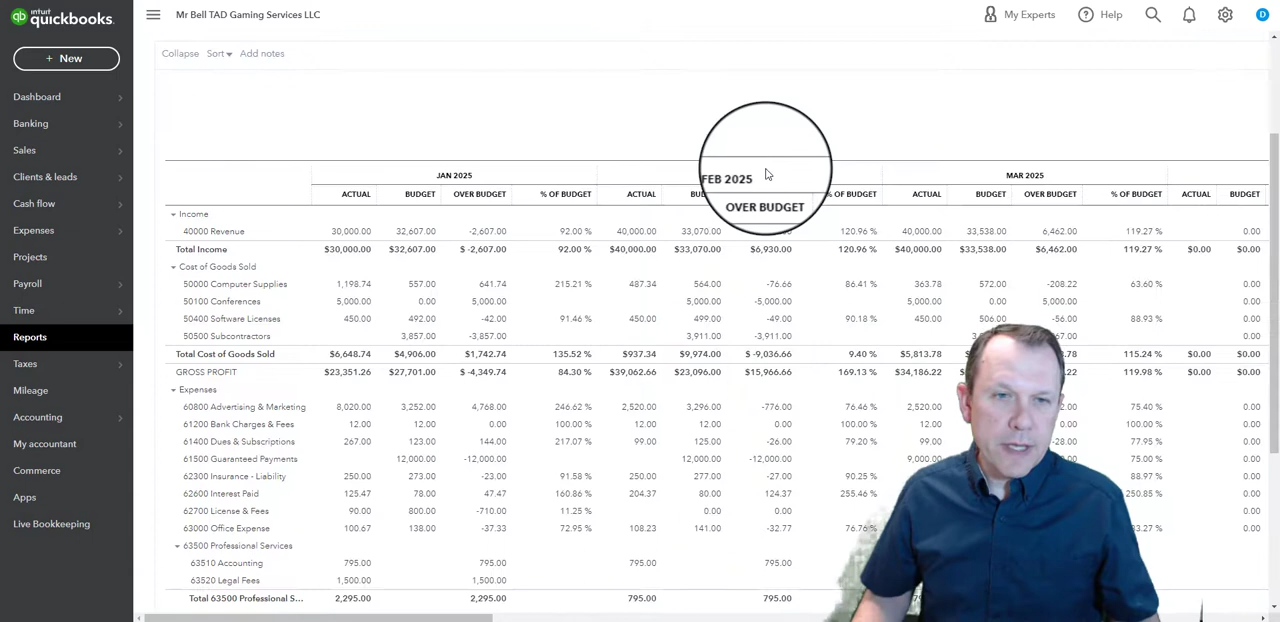 intuit quickbooks.
Mr Bell TAD Gaming Services LLC
My Experts
Help
D
+ New
Dashboard
Banking
Sales
Clients & leads
Cash flow
Expenses
Projects
Payroll
Time
Reports
Taxes
Mileage
Accounting
My accountant
Commerce
Apps
Live Bookkeeping
Collapse Sort Add notes
JAN 2025 FEB 2025 MAR 2025
ACTUAL BUDGET OVER BUDGET % OF BUDGET ACTUAL OVER BUDGET % OF BUDGET ACTUAL BUDGET OVER BUDGET % OF BUDGET ACTUAL BUDGET
Income
40000 Revenue 30,000.00 32,607.00 -2,607.00 92.00 % 40,000.00 33,070.00 120.96 % 40,000.00 33,538.00 6,462.00 119.27 % 0.00
Total Income $30,000.00 $32,607.00 $ -2,607.00 92.00 % $40,000.00 $33,070.00 $6,930.00 120.96 % $40,000.00 $33,538.00 $6,462.00 119.27 % $0.00 $0.00
Cost of Goods Sold
50000 Computer Supplies 1,198.74 557.00 641.74 215.21 % 487.34 564.00 -76.66 86.41 % 363.78 572.00 -208.22 63.60 % 0.00
50100 Conferences 5,000.00 0.00 5,000.00 5,000.00 -5,000.00 5,000.00 0.00 5,000.00 0.00
50400 Software Licenses 450.00 492.00 -42.00 91.46 % 450.00 499.00 -49.00 90.18 % 450.00 506.00 -56.00 88.93 % 0.00
50500 Subcontractors 3,857.00 -3,857.00 3,911.00 -3,911.00 0.00
Total Cost of Goods Sold $6,648.74 $4,906.00 $1,742.74 135.52 % $937.34 $9,974.00 $ -9,036.66 9.40 % $5,813.78 115.24 % $0.00 $0.00
GROSS PROFIT $23,351.26 $27,701.00 $ -4,349.74 84.30 % $39,062.66 $23,096.00 $15,966.66 169.13 % $34,186.22 119.98 % $0.00 $0.00
Expenses
60800 Advertising & Marketing 8,020.00 3,252.00 4,768.00 246.62 % 2,520.00 3,296.00 -776.00 76.46 % 2,520.00 75.40 % 0.00
61200 Bank Charges & Fees 12.00 12.00 0.00 100.00 % 12.00 12.00 0.00 100.00 % 12.00 100.00 % 0.00
61400 Dues & Subscriptions 267.00 123.00 144.00 217.07 % 99.00 125.00 -26.00 79.20 % 99.00 -28.00 77.95 % 0.00
61500 Guaranteed Payments 12,000.00 -12,000.00 12,000.00 -12,000.00 9,000.00 75.00 % 0.00
62300 Insurance - Liability 250.00 273.00 -23.00 91.58 % 250.00 277.00 -27.00 90.25 % 88.97 % 0.00
62600 Interest Paid 125.47 78.00 47.47 160.86 % 204.37 80.00 124.37 255.46 % 250.85 % 0.00
62700 License & Fees 90.00 800.00 -710.00 11.25 % 0.00 0.00 0.00
63000 Office Expense 100.67 138.00 -37.33 72.95 % 108.23 141.00 -32.77 0.00
63500 Professional Services
63510 Accounting 795.00 795.00 795.00 795.00
63520 Legal Fees 1,500.00 1,500.00
Total 63500 Professional S... 2,295.00 2,295.00 795.00 795.00